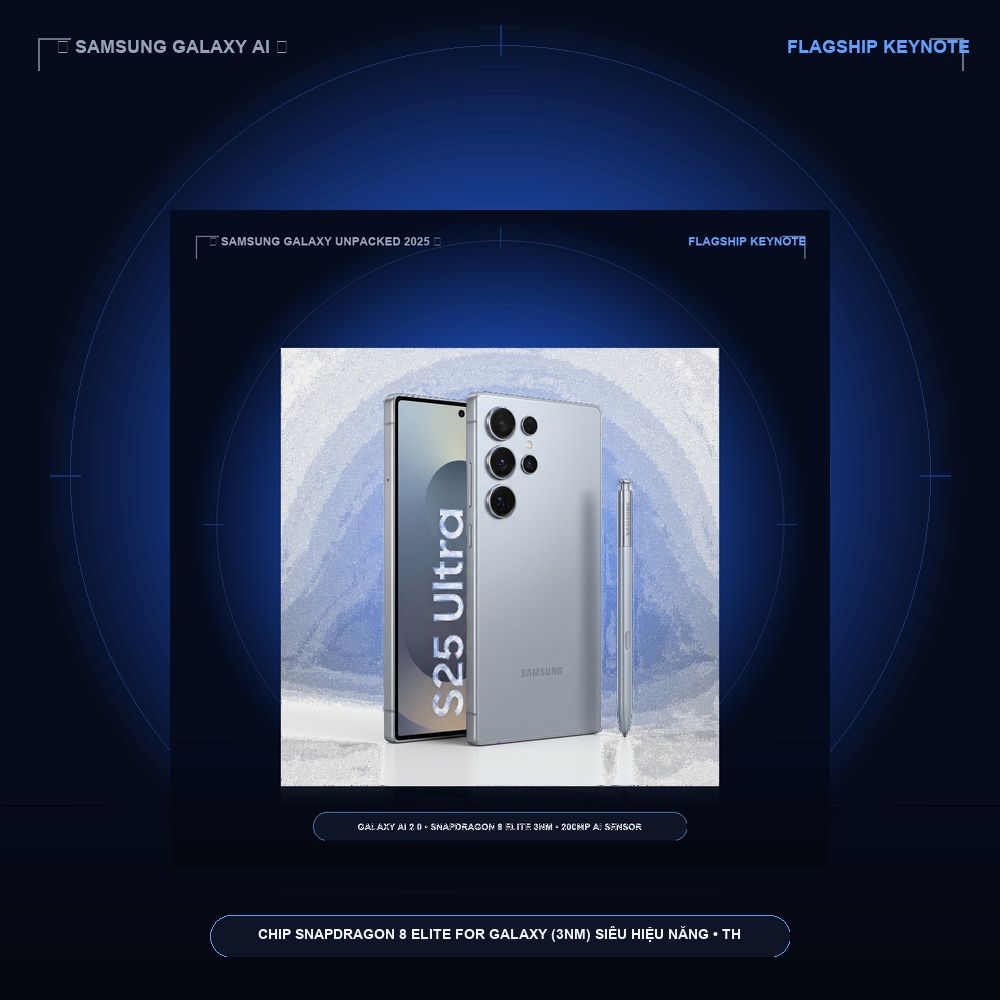 SAMSUNG GALAXY AI
FLAGSHIP KEYNOTE
SAMSUNG GALAXY UNPACKED 2025
FLAGSHIP KEYNOTE
S25 Ultra
SAMSUNG
SAMSUNG
GALAXY AI 2.0 • SNAPDRAGON 8 ELITE 3NM • 200MP AI SENSOR
CHIP SNAPDRAGON 8 ELITE FOR GALAXY (3NM) SIÊU HIỆU NĂNG • TH